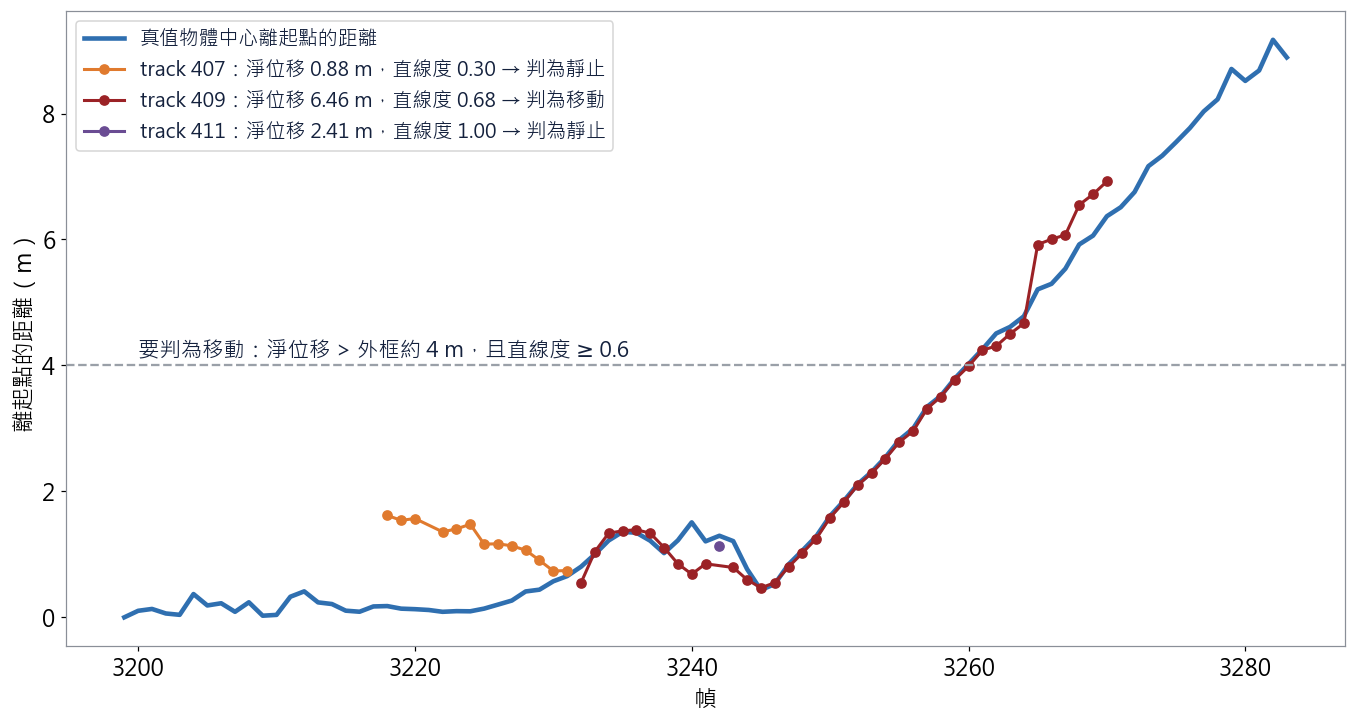 真值物體中心離起點的距離
track 407：淨位移 0.88 m，直線度 0.30 → 判為靜止
track 409：淨位移 6.46 m，直線度 0.68 → 判為移動
track 411：淨位移 2.41 m，直線度 1.00 → 判為靜止
8
6
要判為移動：淨位移 > 外框約 4 m，且直線度 ≥ 0.6
4
2
0
離起點的距離（m）
3200
3220
3240
3260
3280
幀